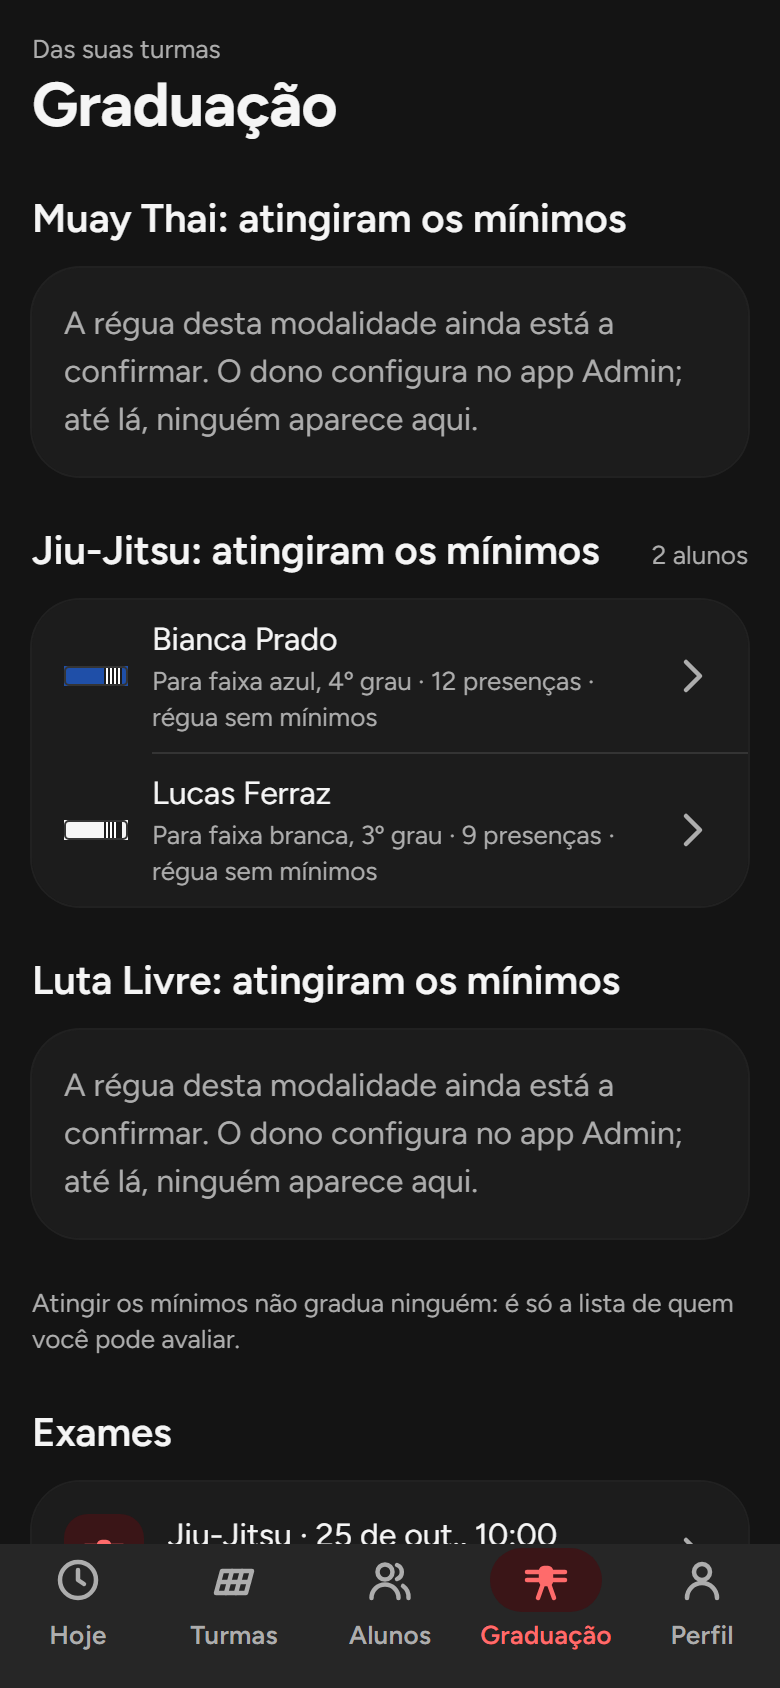 Das suas turmas
Graduação
Muay Thai: atingiram os mínimos
A régua desta modalidade ainda está a
confirmar. O dono configura no app Admin;
até lá, ninguém aparece aqui.
Jiu-Jitsu: atingiram os mínimos 2 alunos
Bianca Prado
Para faixa azul, 4º grau · 12 presenças ·
régua sem mínimos
Lucas Ferraz
Para faixa branca, 3º grau · 9 presenças ·
régua sem mínimos
Luta Livre: atingiram os mínimos
A régua desta modalidade ainda está a
confirmar. O dono configura no app Admin;
até lá, ninguém aparece aqui.
Atingir os mínimos não gradua ninguém: é só a lista de quem
você pode avaliar.
Exames
Jiu-Jitsu · 25 de out., 10:00
Hoje Turmas Alunos Graduação Perfil